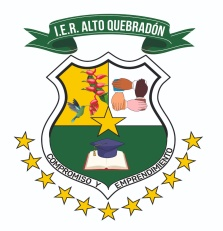 I.E.R. ALTO QUEBRADÓN
COMPROMISO Y EMPRENDIMIENTO